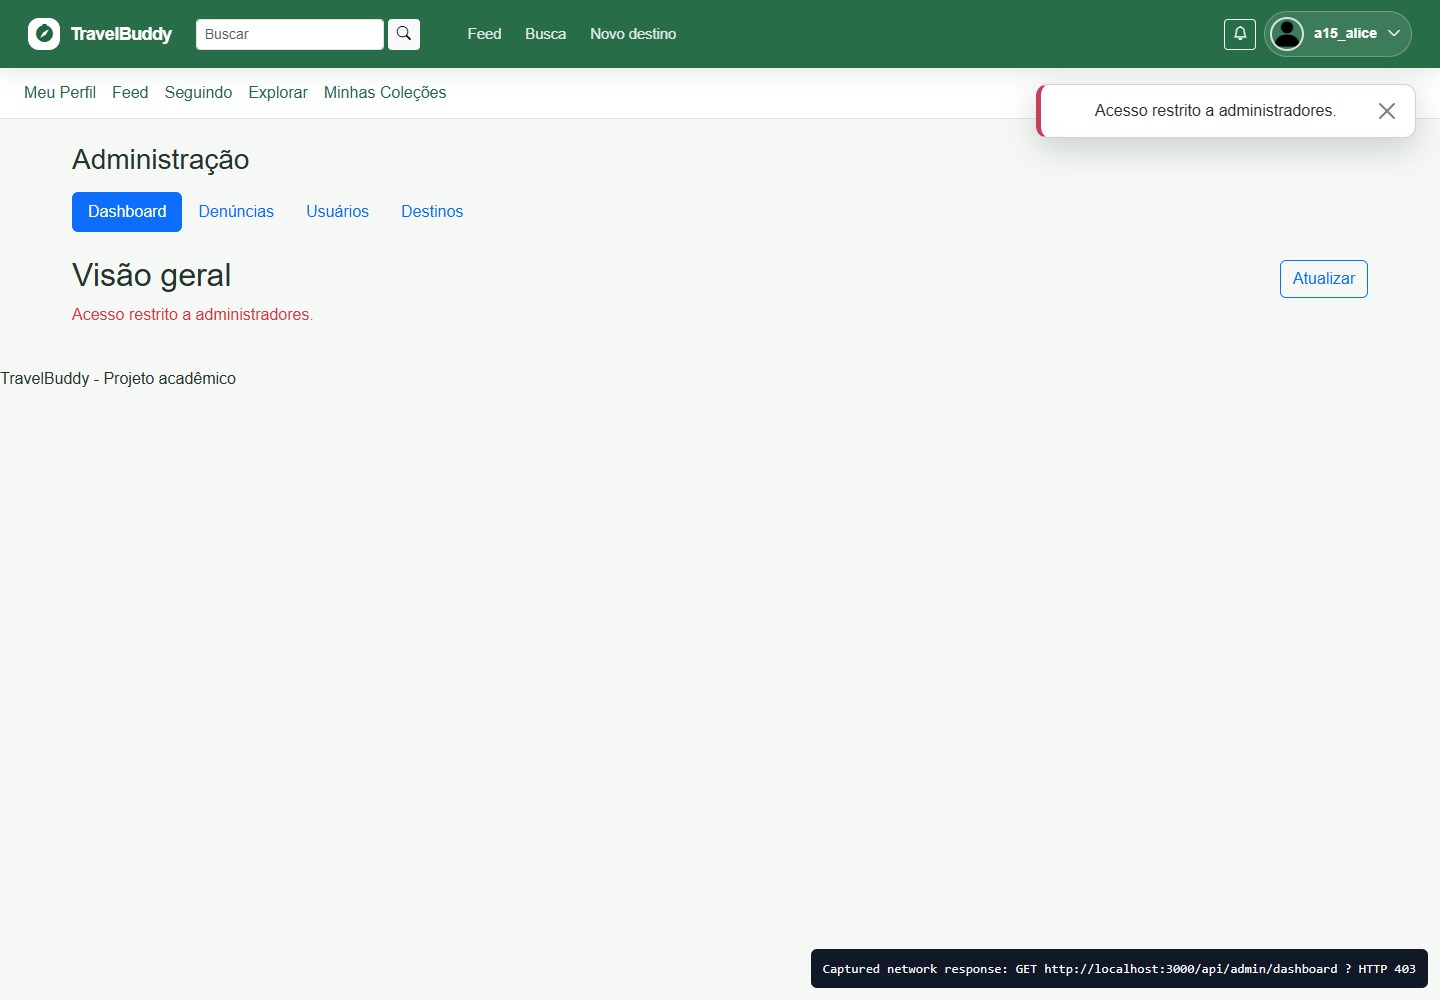 TravelBuddy
Buscar
Feed
Busca
Novo destino
a15_alice
Meu Perfil
Feed
Seguindo
Explorar
Minhas Coleções
Acesso restrito a administradores.
Administração
Dashboard
Denúncias
Usuários
Destinos
Visão geral
Atualizar
Acesso restrito a administradores.
TravelBuddy - Projeto acadêmico
Captured network response: GET http://localhost:3000/api/admin/dashboard ? HTTP 403